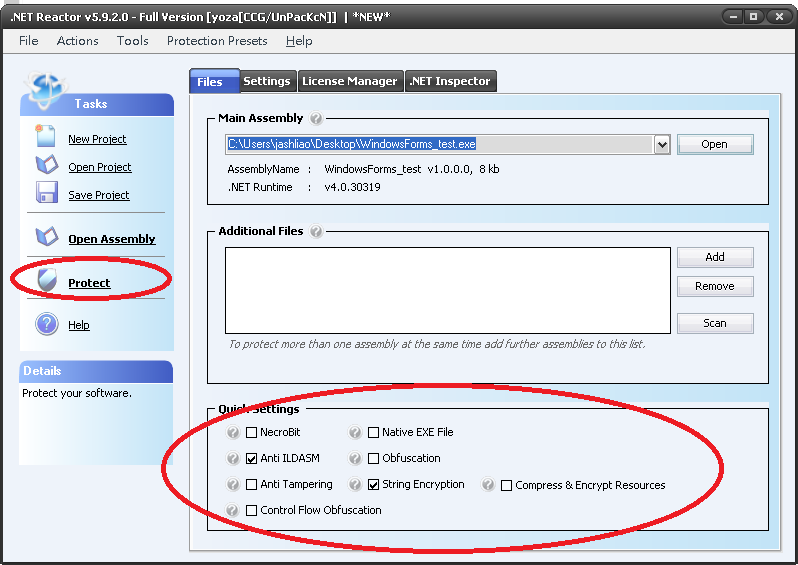 .NET Reactor v5.9.2.0 - Full Version [yoza[CCG/UnPacKcN]] | *NEW*
File Actions Tools Protection Presets Help
Tasks
New Project
Open Project
Save Project
Open Assembly
Protect
Help
Details
Protect your software.
Files Settings License Manager .NET Inspector
Main Assembly
C:\Users\jashliao\Desktop\WindowsForms_test.exe Open
AssemblyName : WindowsForms_test v1.0.0.0, 8 kb
.NET Runtime : v4.0.30319
Additional Files
Add
Remove
Scan
To protect more than one assembly at the same time add further assemblies to this list.
Quick Settings
NecroBit Native EXE File
Anti ILDASM Obfuscation
Anti Tampering String Encryption Compress & Encrypt Resources
Control Flow Obfuscation